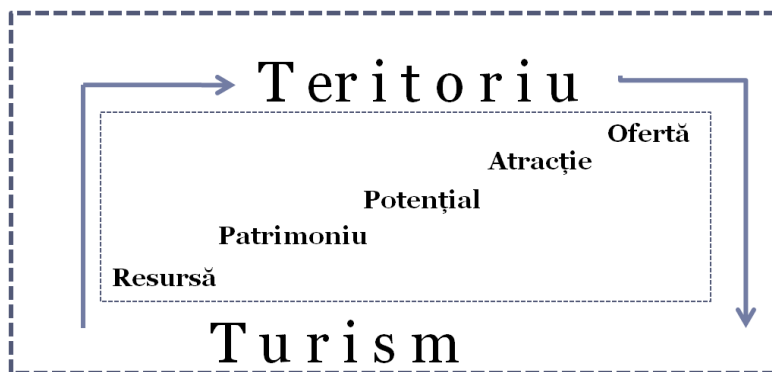 Teritoriu
Ofertă
Atracție
Potențial
Patrimoniu
Resursă
Turism